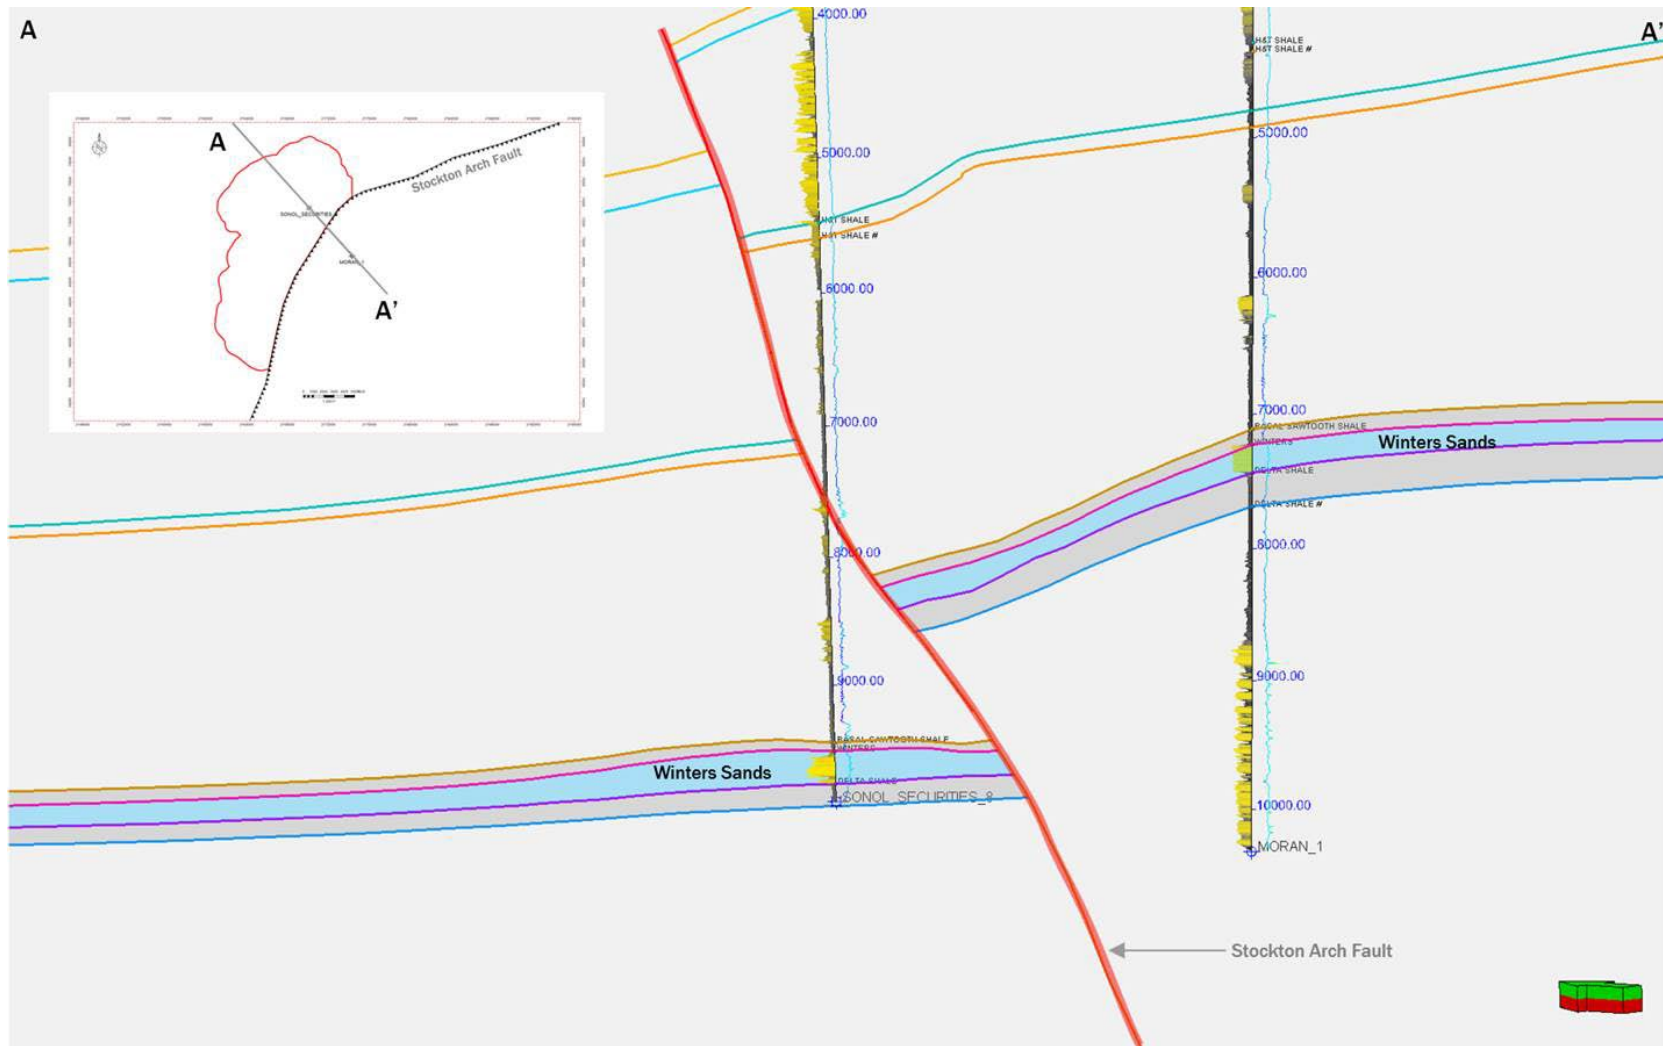 A
A'
4000.00
H&T SHALE
H&T SHALE #
5000.00
5000.00
A
Stockton Arch Fault
SONOL_SECURITIES
MORAN_1
A'
H&T SHALE
H&T SHALE #
6000.00
6000.00
7000.00
7000.00
BASAL SAWTOOTH SHALE
WINTERS
Winters Sands
DELTA SHALE
DELTA SHALE #
8000.00
8000.00
9000.00
9000.00
BASAL SAWTOOTH SHALE
WINTERS
Winters Sands
DELTA SHALE
SONOL_SECURITIES_8
10000.00
MORAN_1
Stockton Arch Fault